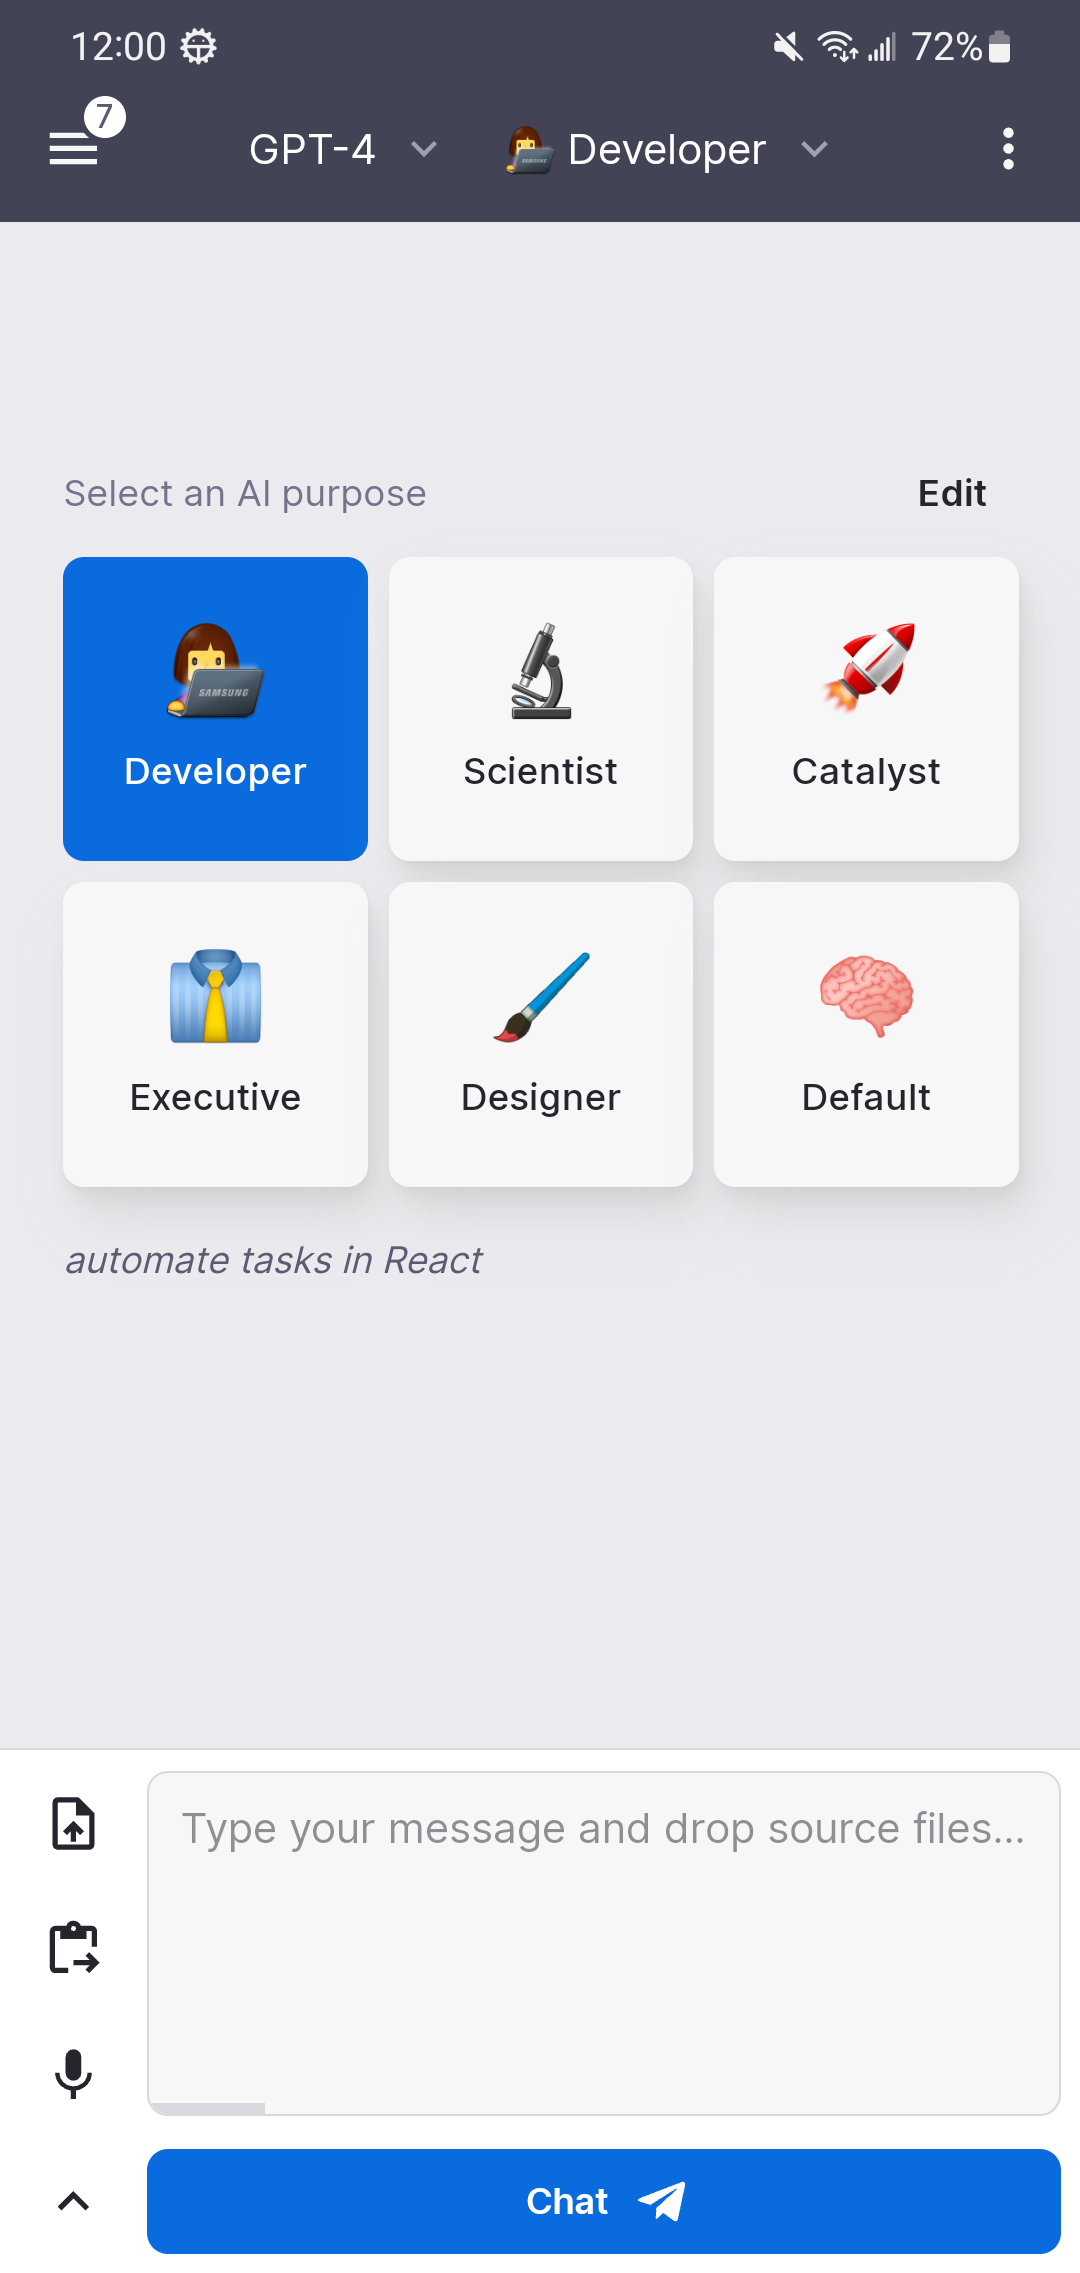 12:00 72%
7
GPT-4 Developer
Select an AI purpose Edit
SAMSUNG
Developer Scientist Catalyst
Executive Designer Default
automate tasks in React
Type your message and drop source files...
Chat